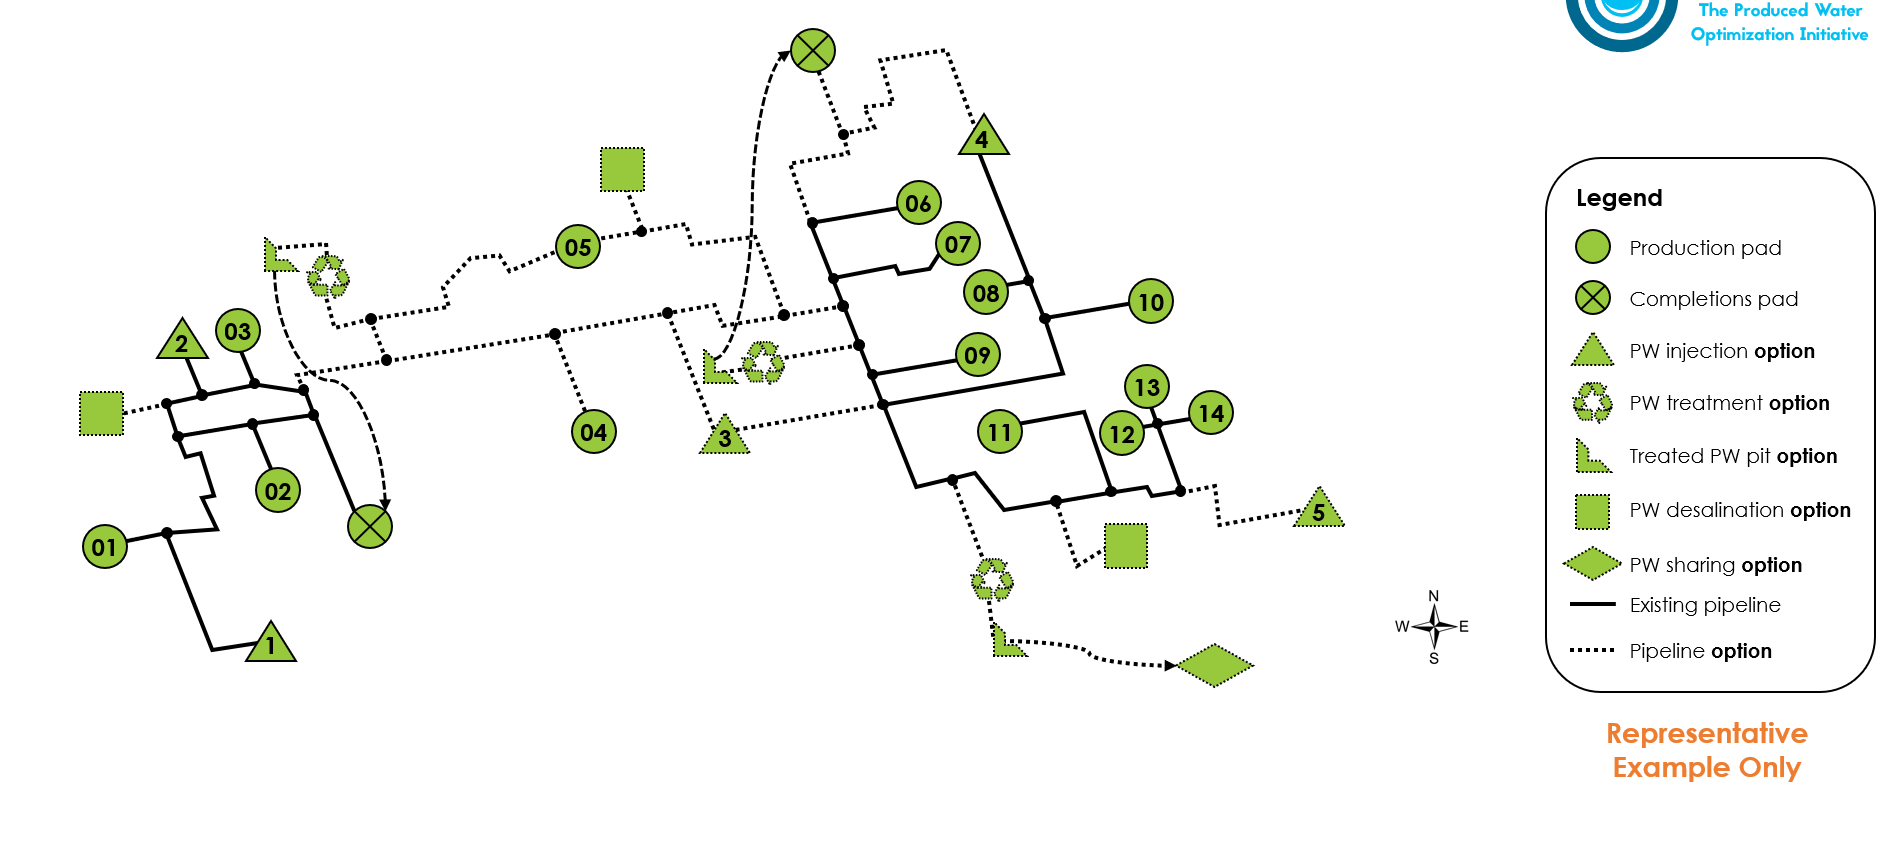 The Produced Water
Optimization Initiative
4
06
05
07
08
10
03
2
09
13
14
11
12
04
3
02
5
01
1
N
W E
S
Legend
Production pad
Completions pad
PW injection option
PW treatment option
Treated PW pit option
PW desalination option
PW sharing option
Existing pipeline
Pipeline option
Representative
Example Only